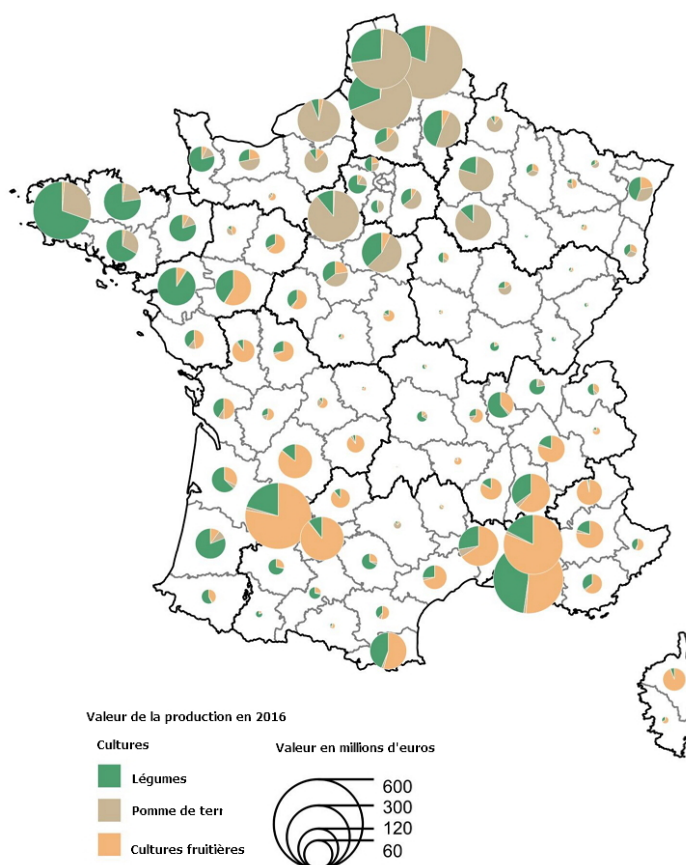 Valeur de la production en 2016
Cultures
Légumes
Pomme de terr
Cultures fruitières
Valeur en millions d'euros
600
300
120
60